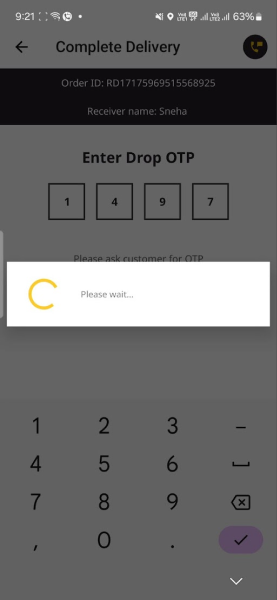 9:21 63%
Complete Delivery
Order ID: RD17175969515568925
Receiver name: Sneha
Enter Drop OTP
1 4 9 7
Please ask customer for OTP
Please wait...
1 2 3 –
4 5 6
7 8 9
, 0 .